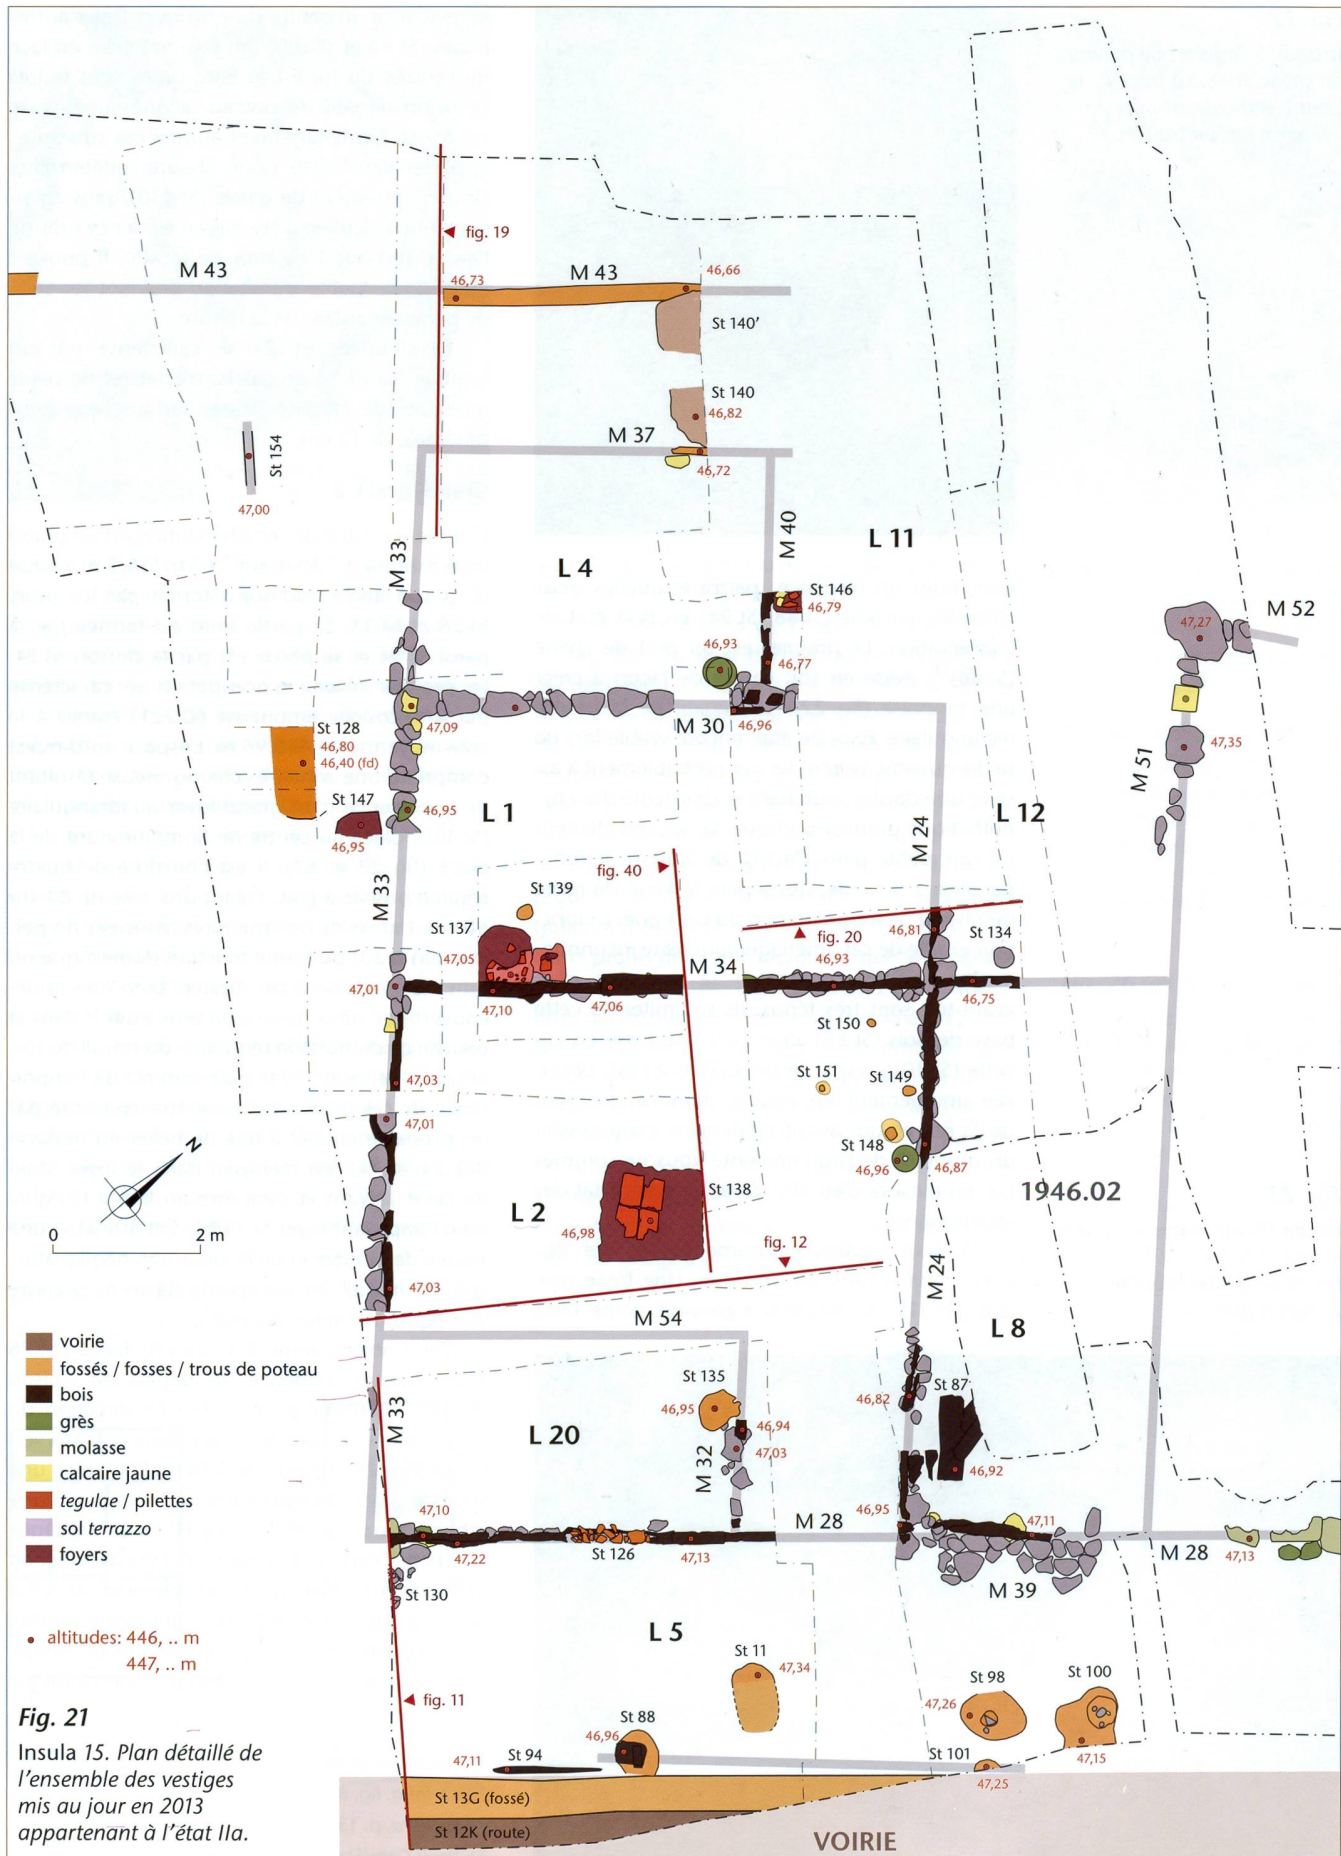 fig. 19
M 43
46,73
M 43
46,66
St 140’
St 140
46,82
M 37
46,72
St 154
47,00
M 33
L 4
M 40
L 11
St 146
46,79
46,93
46,77
M 30
46,96
47,09
47,27
M 52
47,35
M 51
St 128
46,80
46,40 (fd)
St 147
46,95
46,95
L 1
M 24
L 12
fig. 40
M 33
St 139
St 137
47,05
fig. 20
46,81
St 134
46,93
M 34
47,01
47,10
47,06
46,75
St 150
St 151
St 149
47,03
47,01
St 148
46,96
46,87
N
0
2 m
L 2
St 138
46,98
1946.02
fig. 12
M 24
47,03
M 54
L 8
voirie
fossés / fosses / trous de poteau
bois
grès
molasse
calcaire jaune
tegulae / pilettes
sol terrazzo
foyers
M 33
St 135
46,95
46,94
47,03
L 20
M 32
46,82
St 87
46,92
47,10
46,95
M 28
47,11
47,22
St 126
47,13
M 28
47,13
M 39
St 130
L 5
St 11
47,34
St 98
St 100
47,26
47,15
altitudes: 446, .. m
447, .. m
fig. 11
St 88
46,96
47,11
St 94
St 101
47,25
St 13G (fossé)
St 12K (route)
VOIRIE
Fig. 21
Insula 15. Plan détaillé de
l’ensemble des vestiges
mis au jour en 2013
appartenant à l’état IIa.